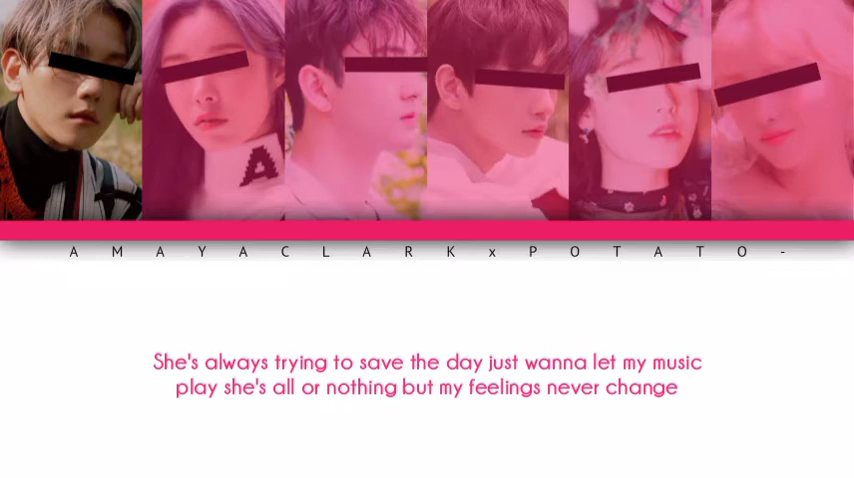 A
A M A Y A C L A R K x P O T A T O -
She's always trying to save the day just wanna let my music
play she's all or nothing but my feelings never change